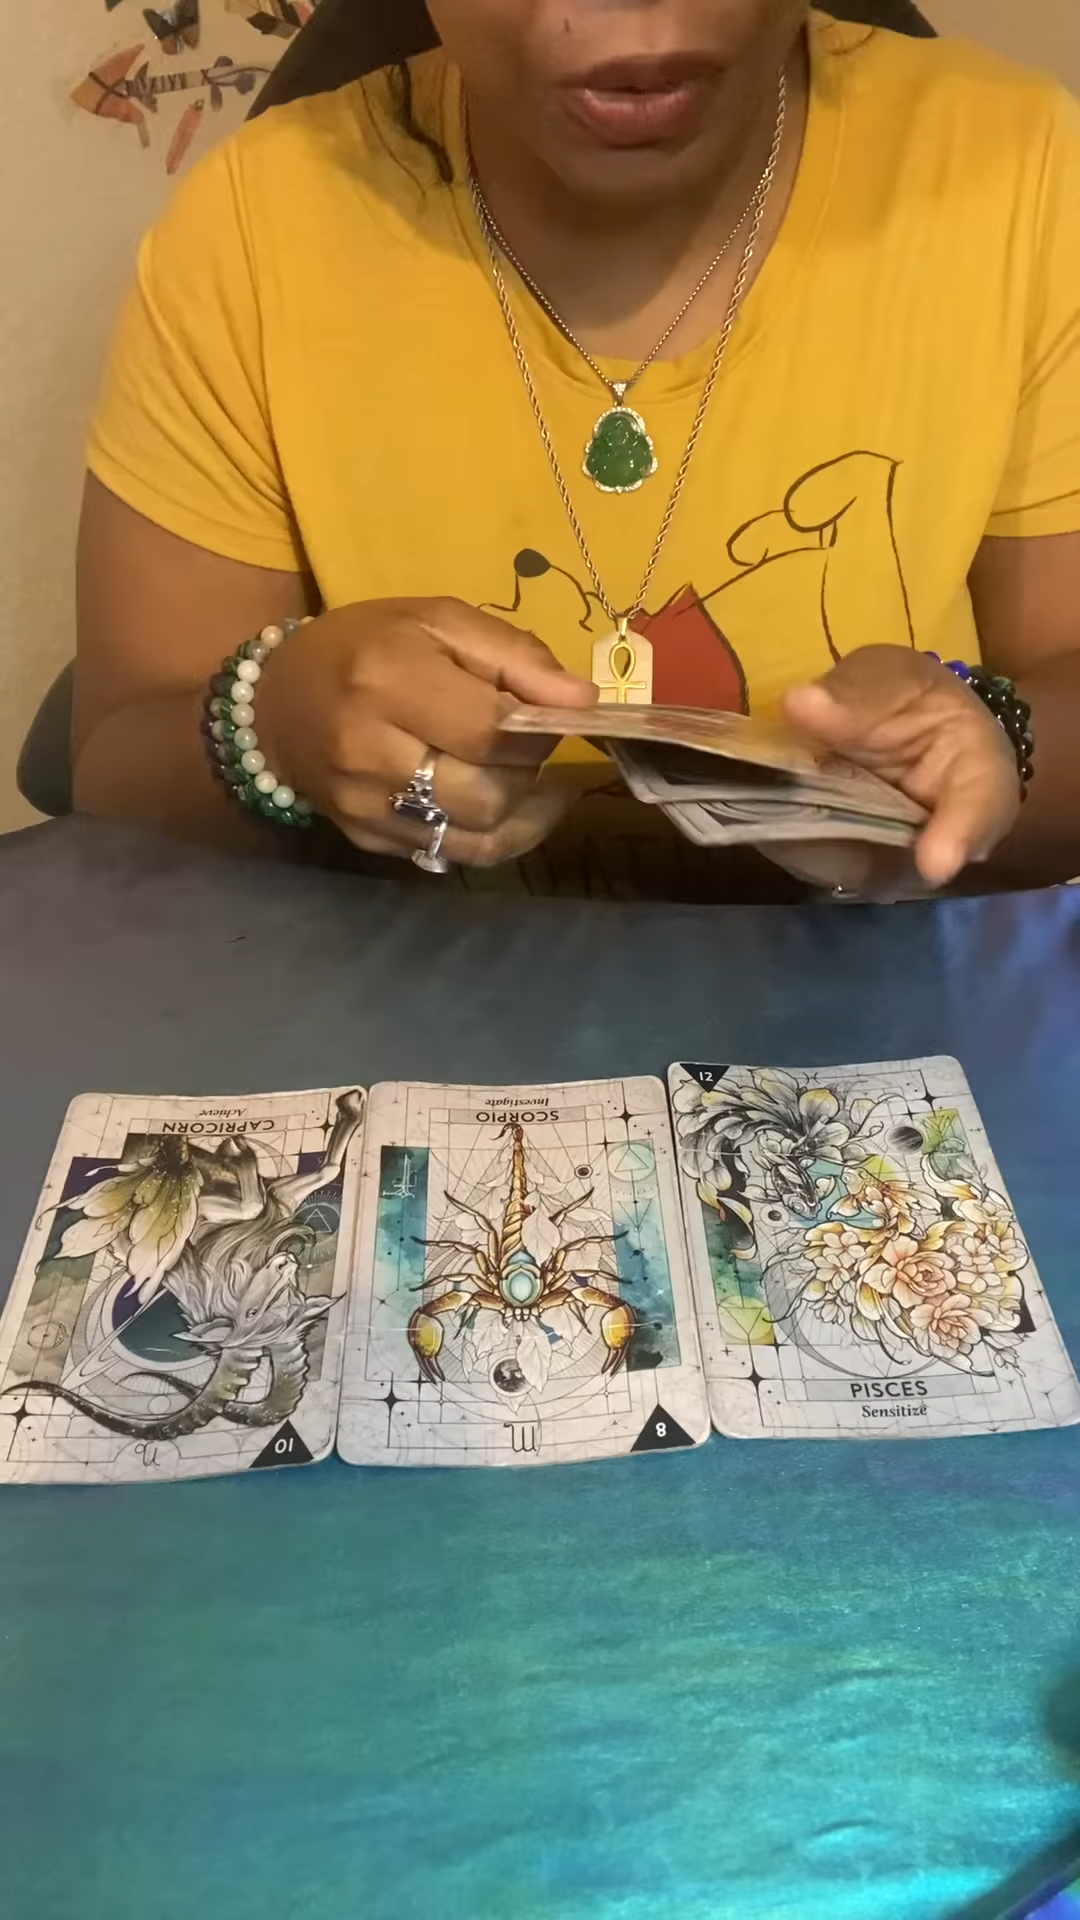 CAPRICORN
Achieve
10
SCORPIO
Investigate
8
12
PISCES
Sensitize